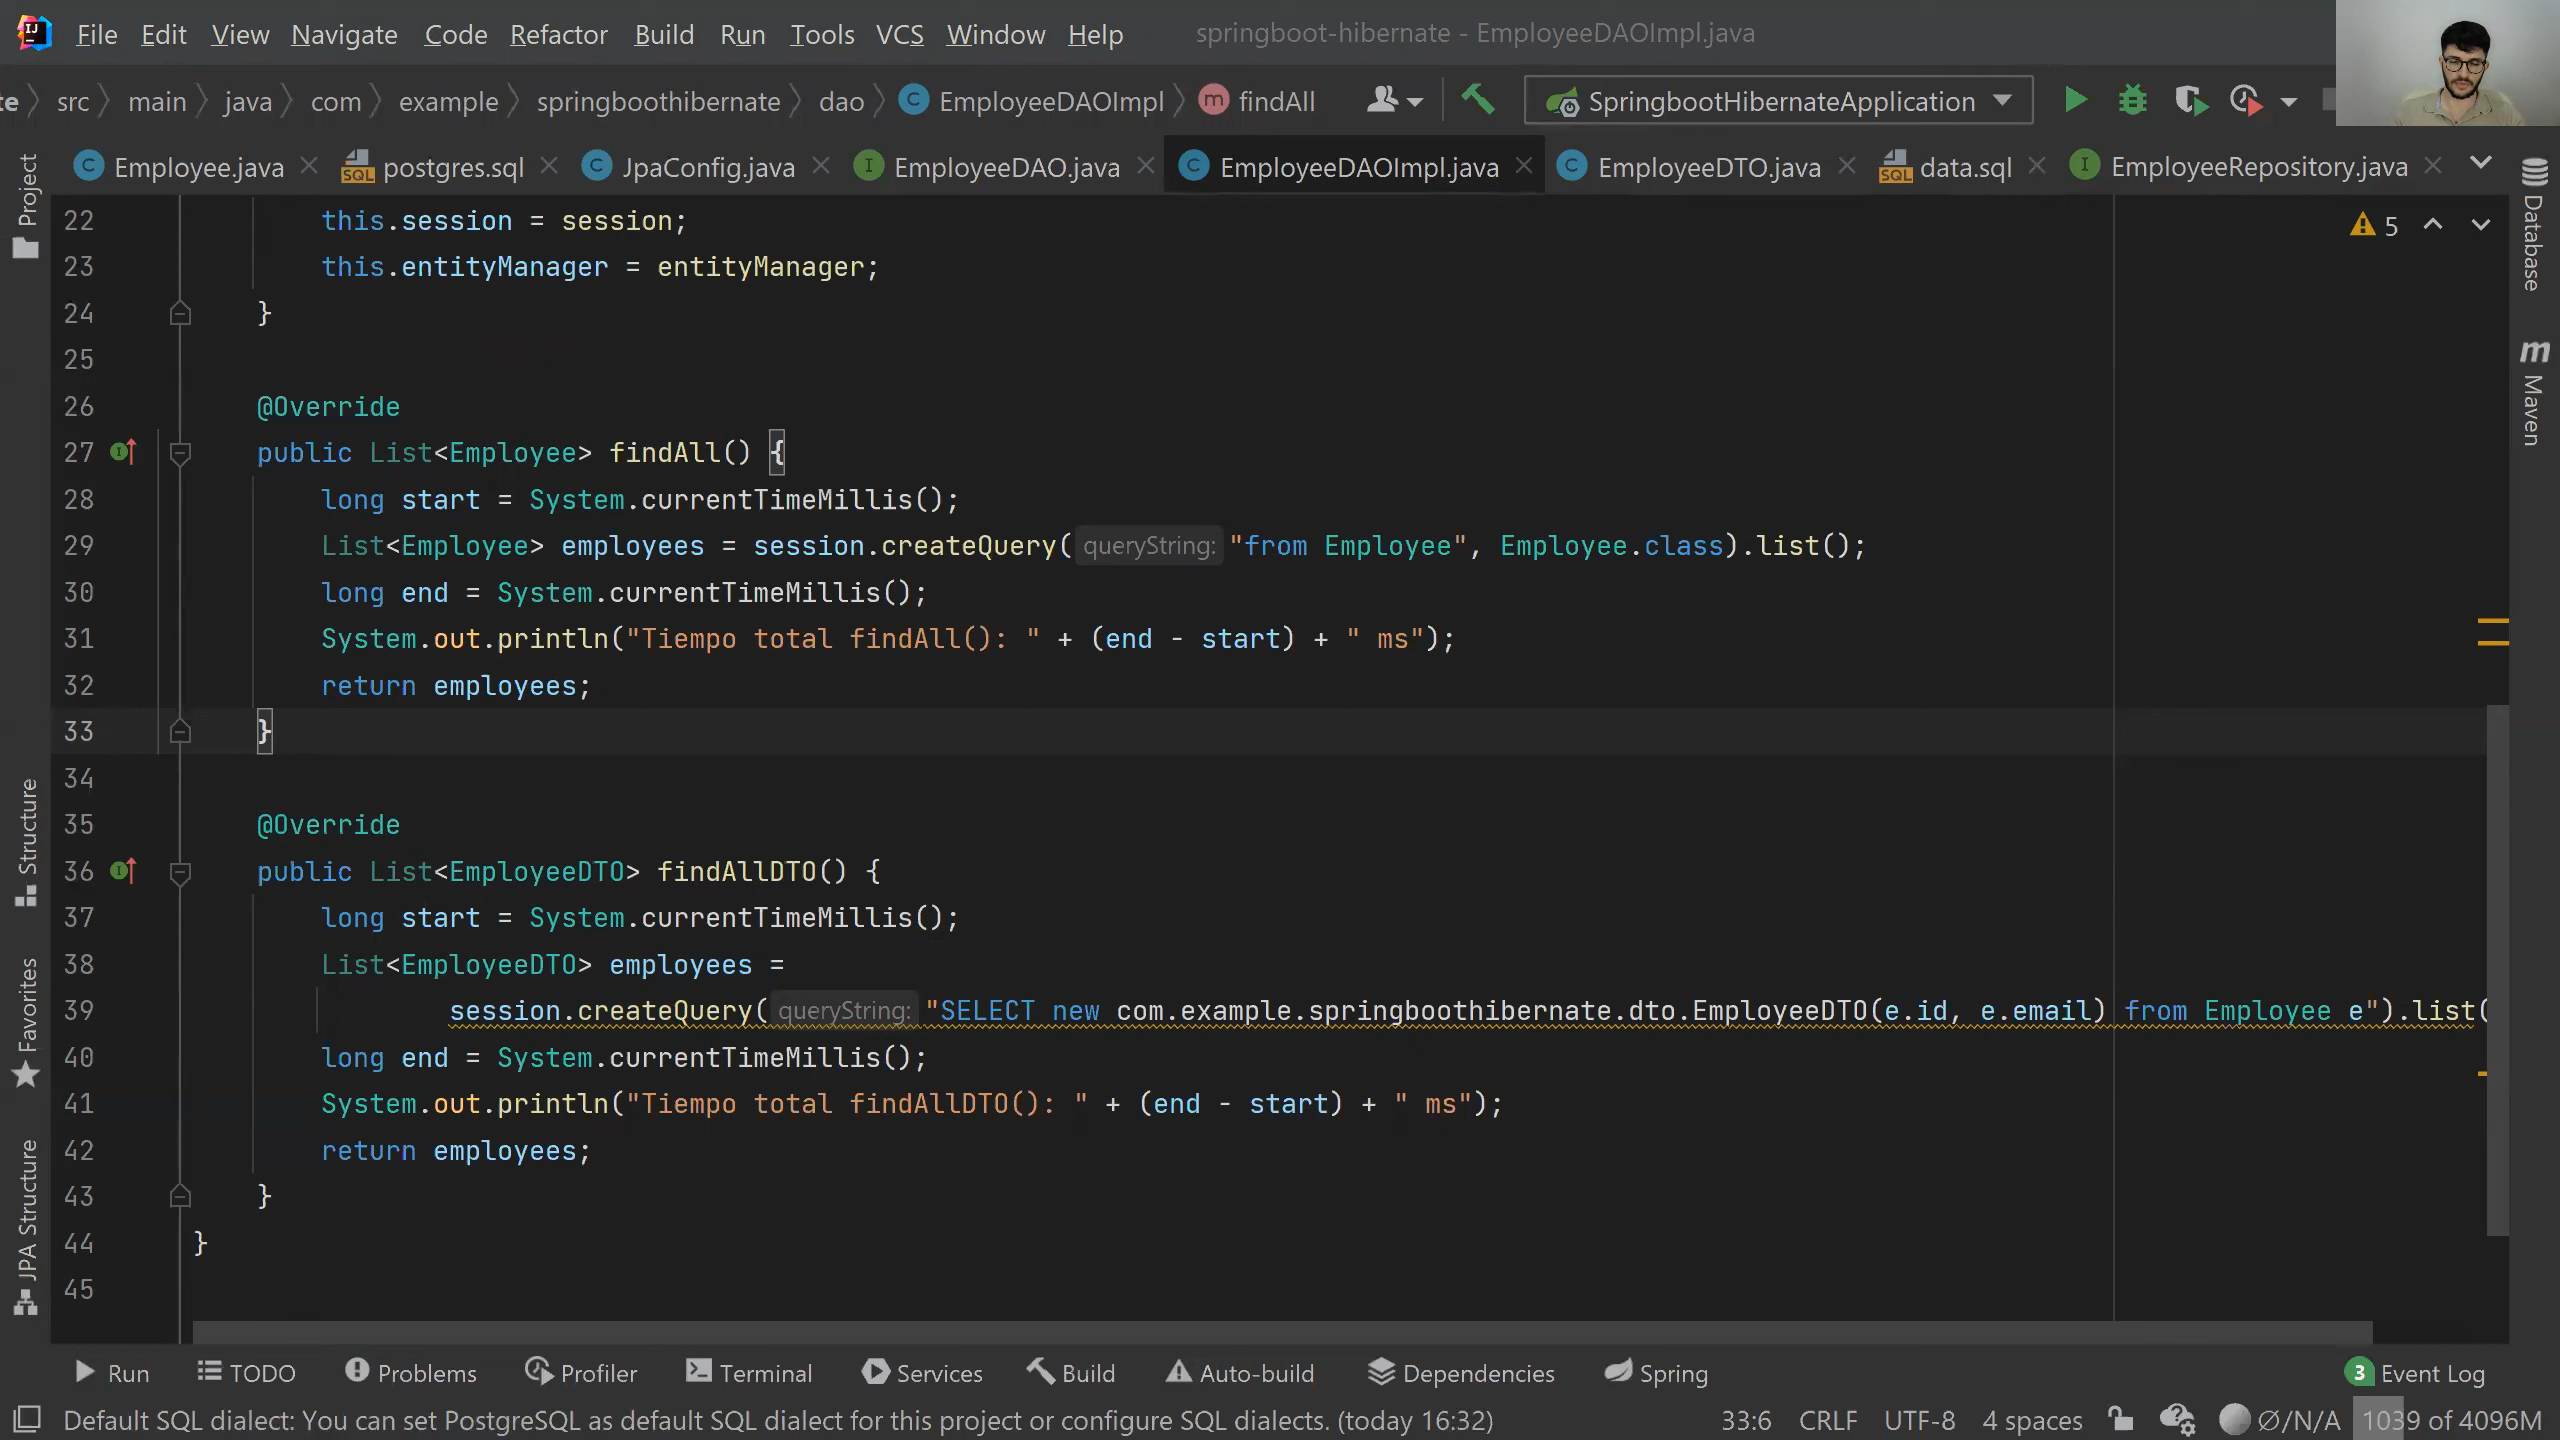 File Edit View Navigate Code Refactor Build Run Tools VCS Window Help springboot-hibernate - EmployeeDAOImpl.java
te src main java com example springboothibernate dao EmployeeDAOImpl findAll SpringbootHibernateApplication
Employee.java postgres.sql JpaConfig.java EmployeeDAO.java EmployeeDAOImpl.java EmployeeDTO.java data.sql EmployeeRepository.java
Project
Structure
Favorites
JPA Structure
Database
Maven
5
22 this.session = session;
23 this.entityManager = entityManager;
24 }
25
26 @Override
27 public List<Employee> findAll() {
28 long start = System.currentTimeMillis();
29 List<Employee> employees = session.createQuery( queryString: "from Employee", Employee.class).list();
30 long end = System.currentTimeMillis();
31 System.out.println("Tiempo total findAll(): " + (end - start) + " ms");
32 return employees;
33 }
34
35 @Override
36 public List<EmployeeDTO> findAllDTO() {
37 long start = System.currentTimeMillis();
38 List<EmployeeDTO> employees =
39 session.createQuery( queryString: "SELECT new com.example.springboothibernate.dto.EmployeeDTO(e.id, e.email) from Employee e").list(
40 long end = System.currentTimeMillis();
41 System.out.println("Tiempo total findAllDTO(): " + (end - start) + " ms");
42 return employees;
43 }
44 }
45
Run TODO Problems Profiler Terminal Services Build Auto-build Dependencies Spring 3 Event Log
Default SQL dialect: You can set PostgreSQL as default SQL dialect for this project or configure SQL dialects. (today 16:32) 33:6 CRLF UTF-8 4 spaces Ø/N/A 1039 of 4096M